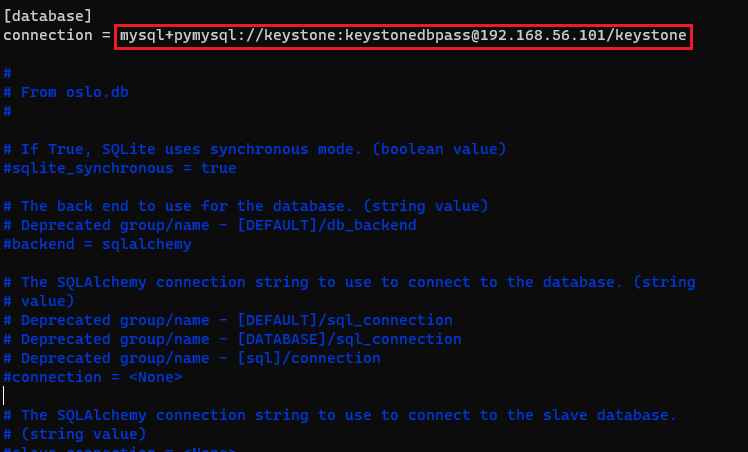 [database]
connection = mysql+pymysql://keystone:keystonedbpass@192.168.56.101/keystone
#
# From oslo.db
#
# If True, SQLite uses synchronous mode. (boolean value)
#sqlite_synchronous = true
# The back end to use for the database. (string value)
# Deprecated group/name - [DEFAULT]/db_backend
#backend = sqlalchemy
# The SQLAlchemy connection string to use to connect to the database. (string
# value)
# Deprecated group/name - [DEFAULT]/sql_connection
# Deprecated group/name - [DATABASE]/sql_connection
# Deprecated group/name - [sql]/connection
#connection = <None>
# The SQLAlchemy connection string to use to connect to the slave database.
# (string value)
#slave_connection = <None>